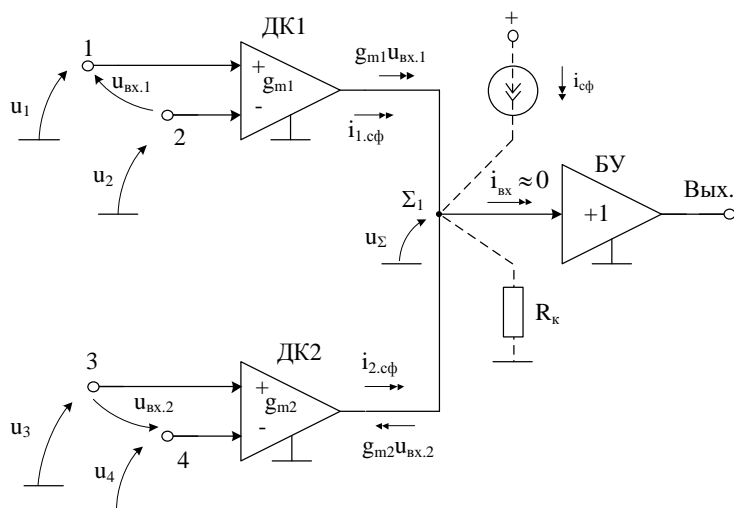 ДК1
gm1uвх.1
+
1
uвх.1
+
gm1
-
iсф
u1
2
i1.сф
БУ
u2
iвх ≈0
Вых.
Σ1
+1
uΣ
Rк
3
ДК2
i2.сф
uвх.2
+
gm2
-
u3
4
gm2uвх.2
u4